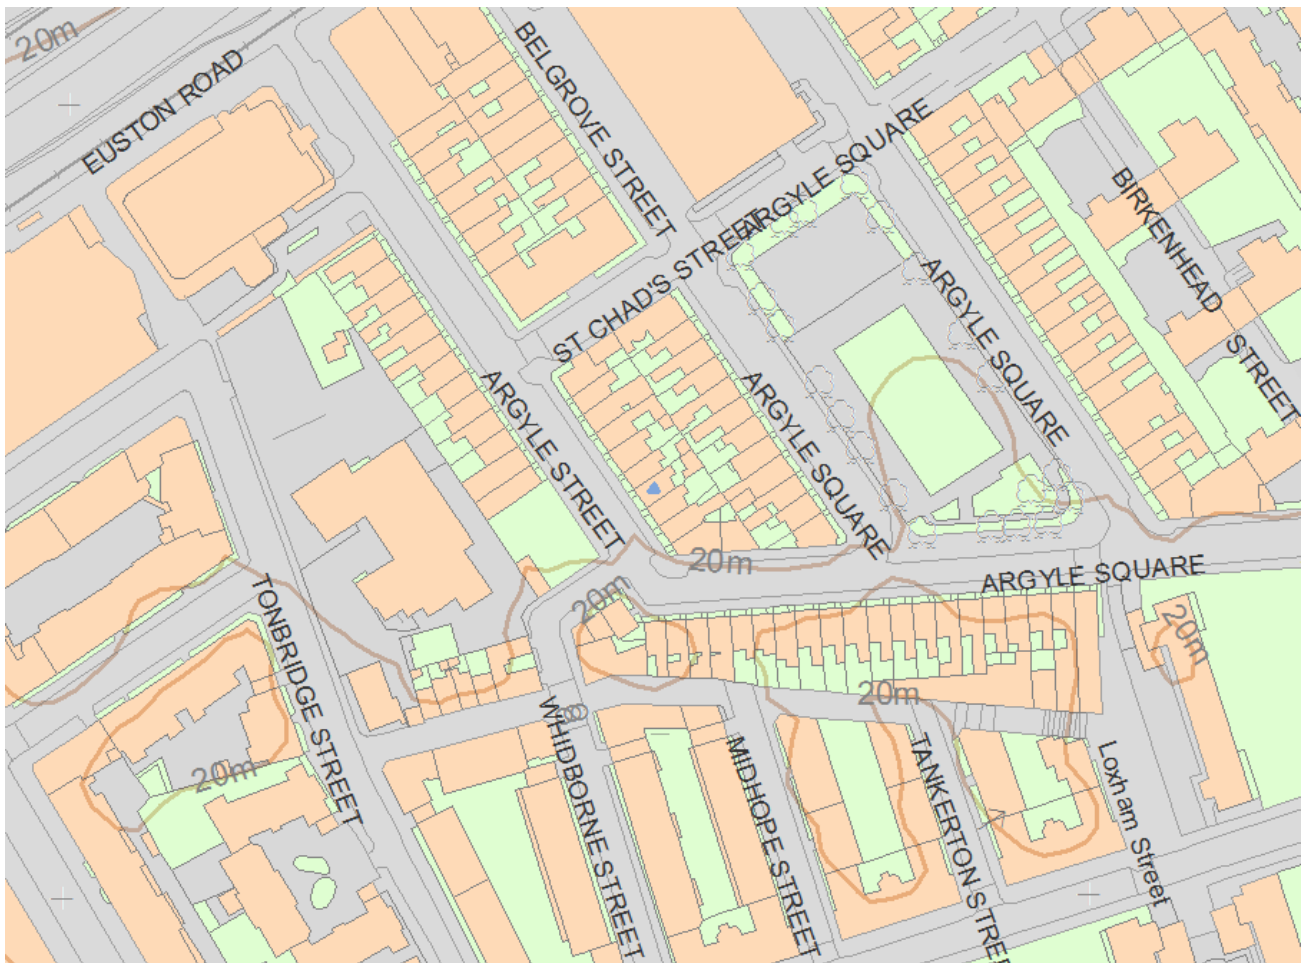 20m
EUSTON ROAD
BELGROVE STREET
ARGYLE SQUARE
BIRKENHEAD STREET
ST CHAD'S STREET
ARGYLE SQUARE
ARGYLE STREET
ARGYLE SQUARE
20m
20m
ARGYLE SQUARE
20m
TONBRIDGE STREET
20m
WHIDBORNE STREET
MIDHOPE STREET
TANKERTON STREE
Loxham Street
20m